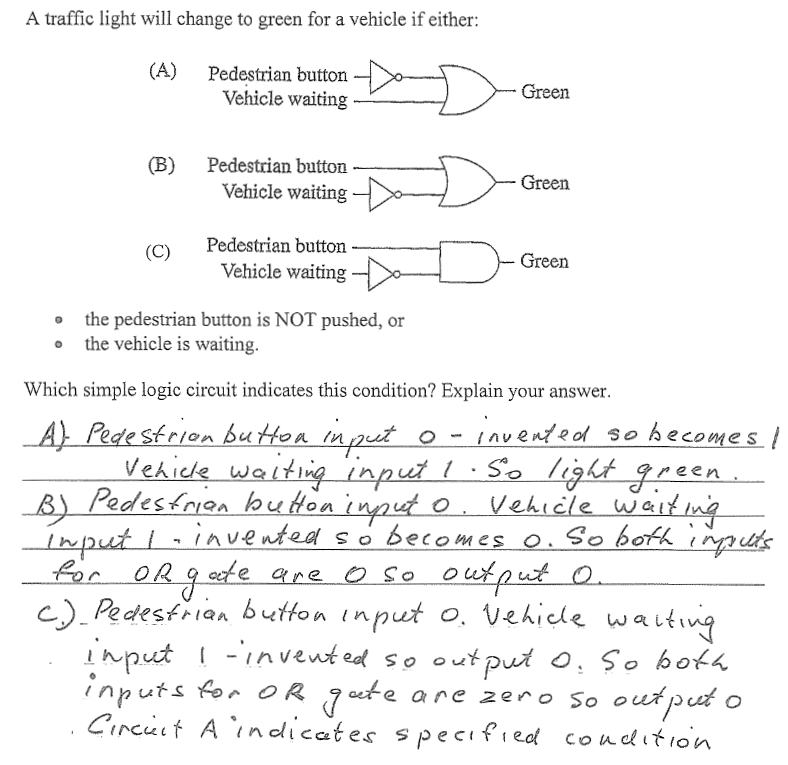 A traffic light will change to green for a vehicle if either:
(A) Pedestrian button
Vehicle waiting
Green
(B) Pedestrian button
Vehicle waiting
Green
(C) Pedestrian button
Vehicle waiting
Green
• the pedestrian button is NOT pushed, or
• the vehicle is waiting.
Which simple logic circuit indicates this condition? Explain your answer.
A) Pedestrian button input 0 - invented so becomes 1
Vehicle waiting input 1. So light green.
B) Pedestrian button input 0. Vehicle waiting
input 1 - invented so becomes 0. So both inputs
for OR gate are 0 so output 0.
C.) Pedestrian button input 0. Vehicle waiting
input 1 - invented so output 0. So both
inputs for OR gate are zero so output 0
. Circuit A indicates specified condition